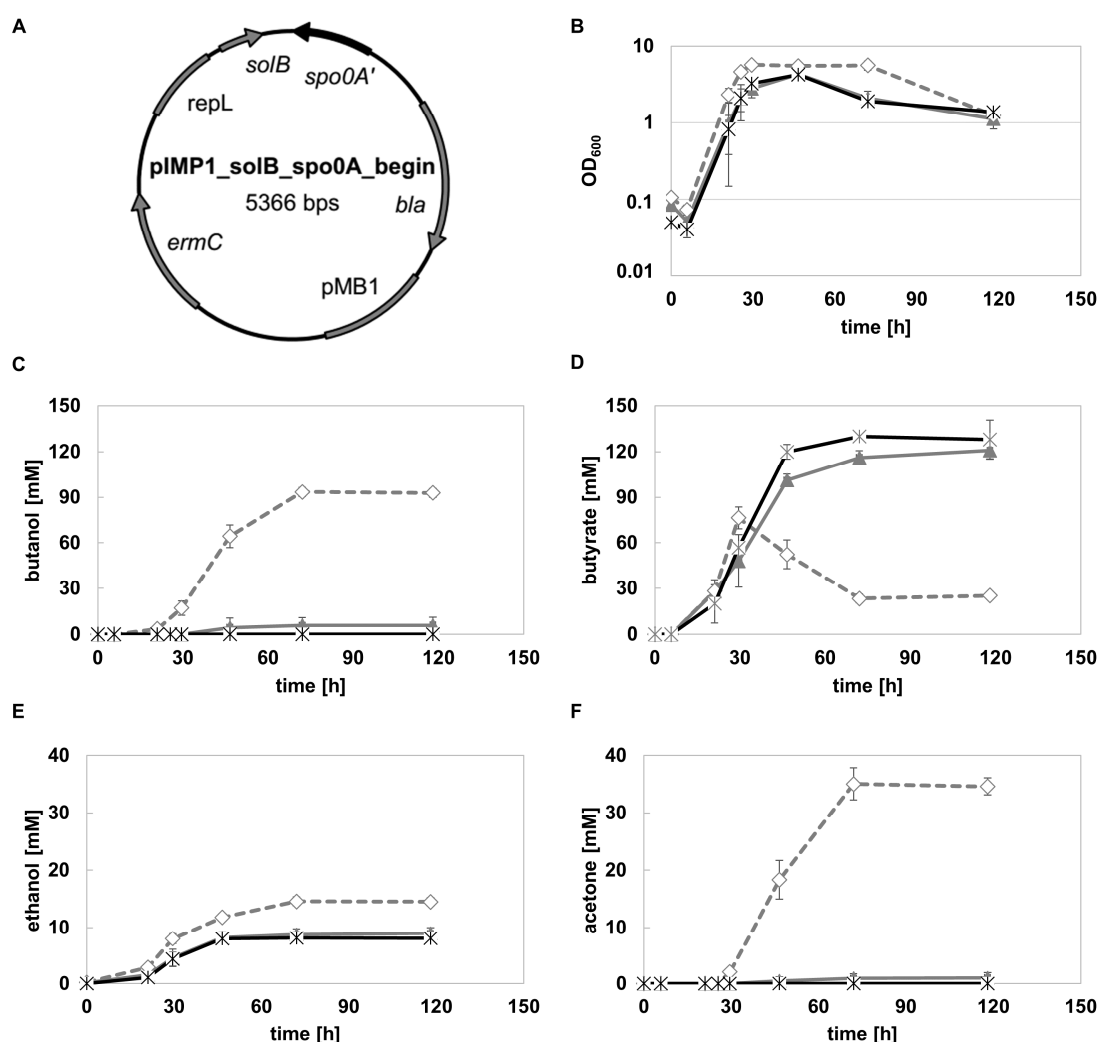 A
solB
spo0A'
repL
pIMP1_solB_spo0A_begin
5366 bps
bla
ermC
pMB1
B
10
1
0.1
0.01
OD600
0 30 60 90 120 150
time [h]
C
150
120
90
60
30
0
butanol [mM]
0 30 60 90 120 150
time [h]
D
150
120
90
60
30
0
butyrate [mM]
0 30 60 90 120 150
time [h]
E
40
30
20
10
0
ethanol [mM]
0 30 60 90 120 150
time [h]
F
40
30
20
10
0
acetone [mM]
0 30 60 90 120 150
time [h]